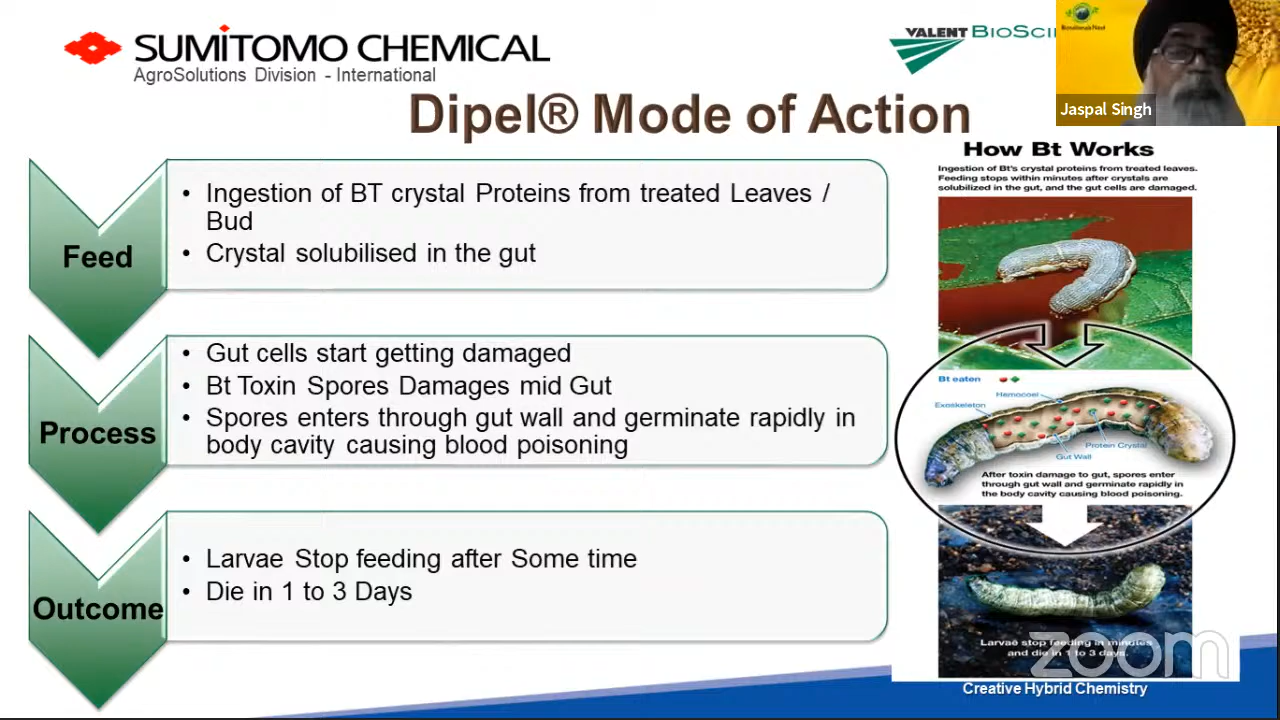 SUMITOMO CHEMICAL
AgroSolutions Division - International
VALENT
Jaspal Singh
Dipel® Mode of Action
Feed
• Ingestion of BT crystal Proteins from treated Leaves /
Bud
• Crystal solubilised in the gut
Process
• Gut cells start getting damaged
• Bt Toxin Spores Damages mid Gut
• Spores enters through gut wall and germinate rapidly in
body cavity causing blood poisoning
Outcome
• Larvae Stop feeding after Some time
• Die in 1 to 3 Days
How Bt Works
Ingestion of Bt's crystal proteins from treated leaves.
Feeding stops within minutes after crystals are
solubilized in the gut, and the gut cells are damaged.
Bt eaten
Hemocoel
Exoskeleton
Protein Crystal
Gut Wall
After toxin damage to gut, spores enter
through gut wall and germinate rapidly in
the body cavity causing blood poisoning.
Larvae stop feeding in minutes
and die in 1 to 3 days.
zoom
Creative Hybrid Chemistry